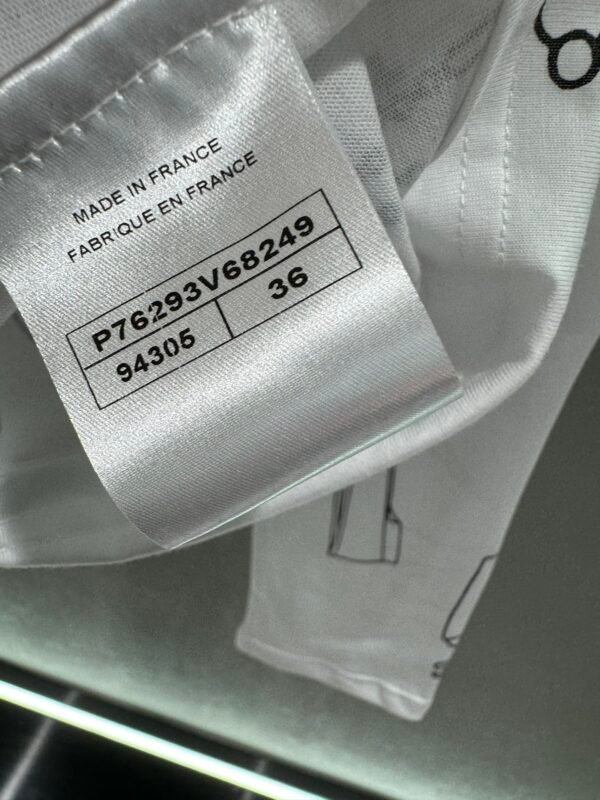 MADE IN FRANCE
FABRIQUE EN FRANCE
P76293V68249
94305 36